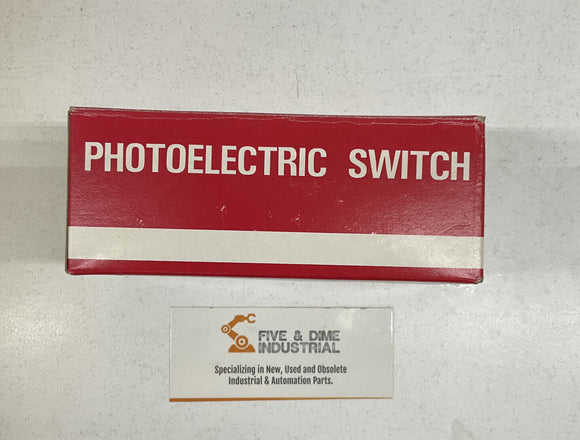 PHOTOELECTRIC SWITCH
FIVE & DIME
INDUSTRIAL
Specializing in New, Used and Obsolete
Industrial & Automation Parts.